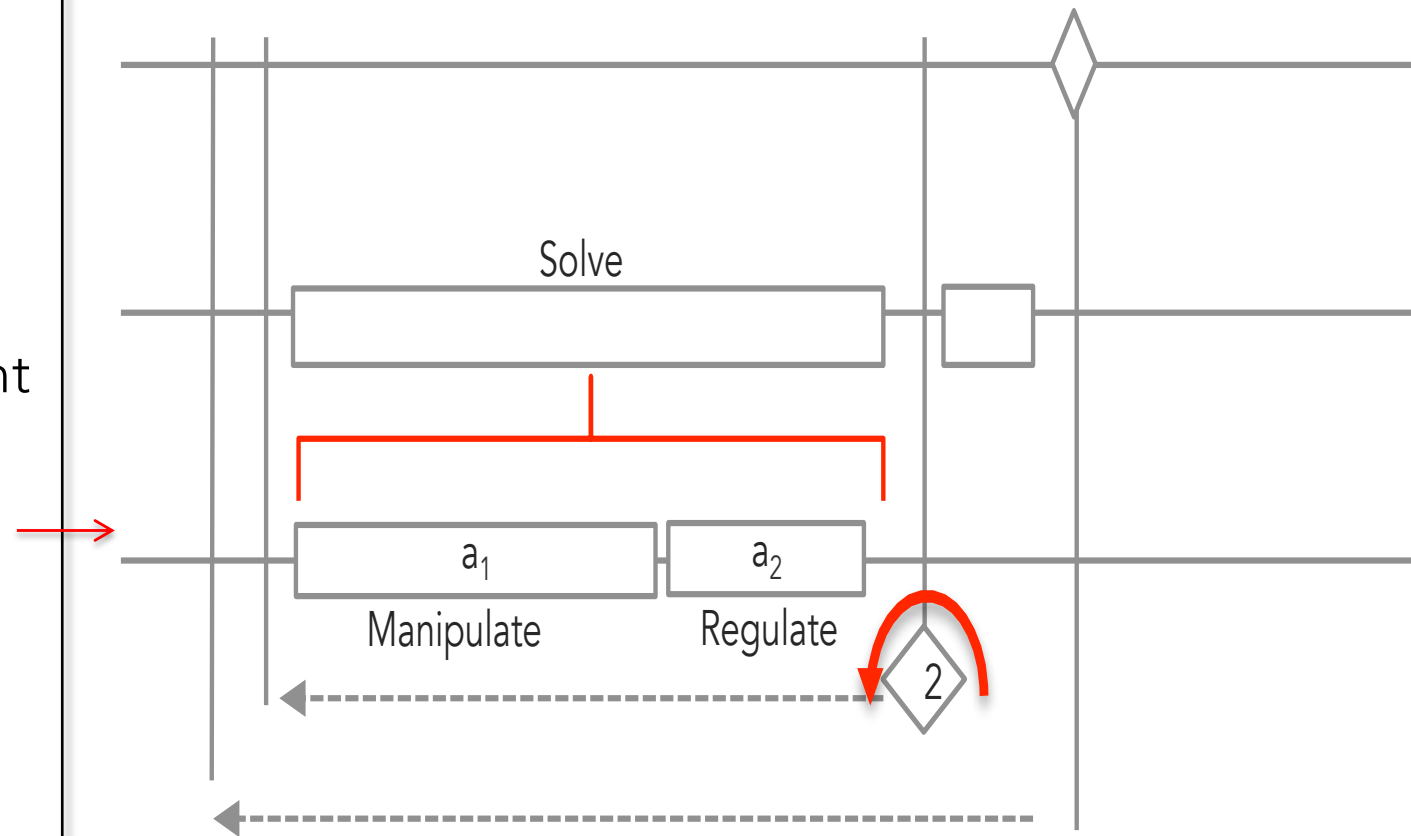 Solve
nt
a₁
a₂
Manipulate
Regulate
2